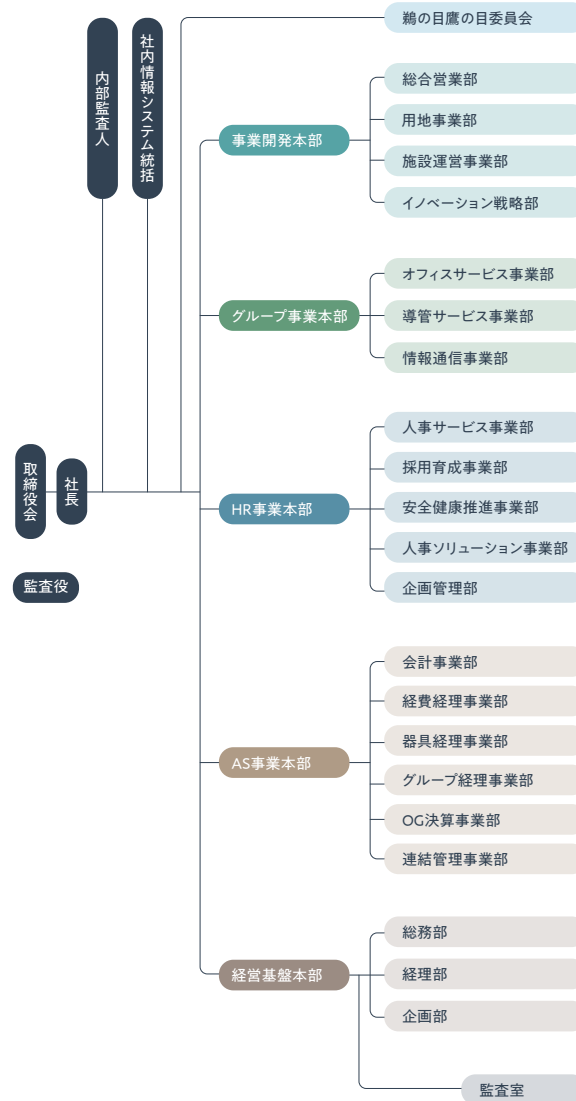 鵜の目鷹の目委員会
内部監査人
社内情報システム統括
総合営業部
用地事業部
事業開発本部
施設運営事業部
イノベーション戦略部
オフィスサービス事業部
グループ事業本部
導管サービス事業部
情報通信事業部
人事サービス事業部
採用育成事業部
取締役会
社長
HR事業本部
安全健康推進事業部
人事ソリューション事業部
監査役
企画管理部
会計事業部
経費経理事業部
器具経理事業部
AS事業本部
グループ経理事業部
OG決算事業部
連結管理事業部
総務部
経営基盤本部
経理部
企画部
監査室